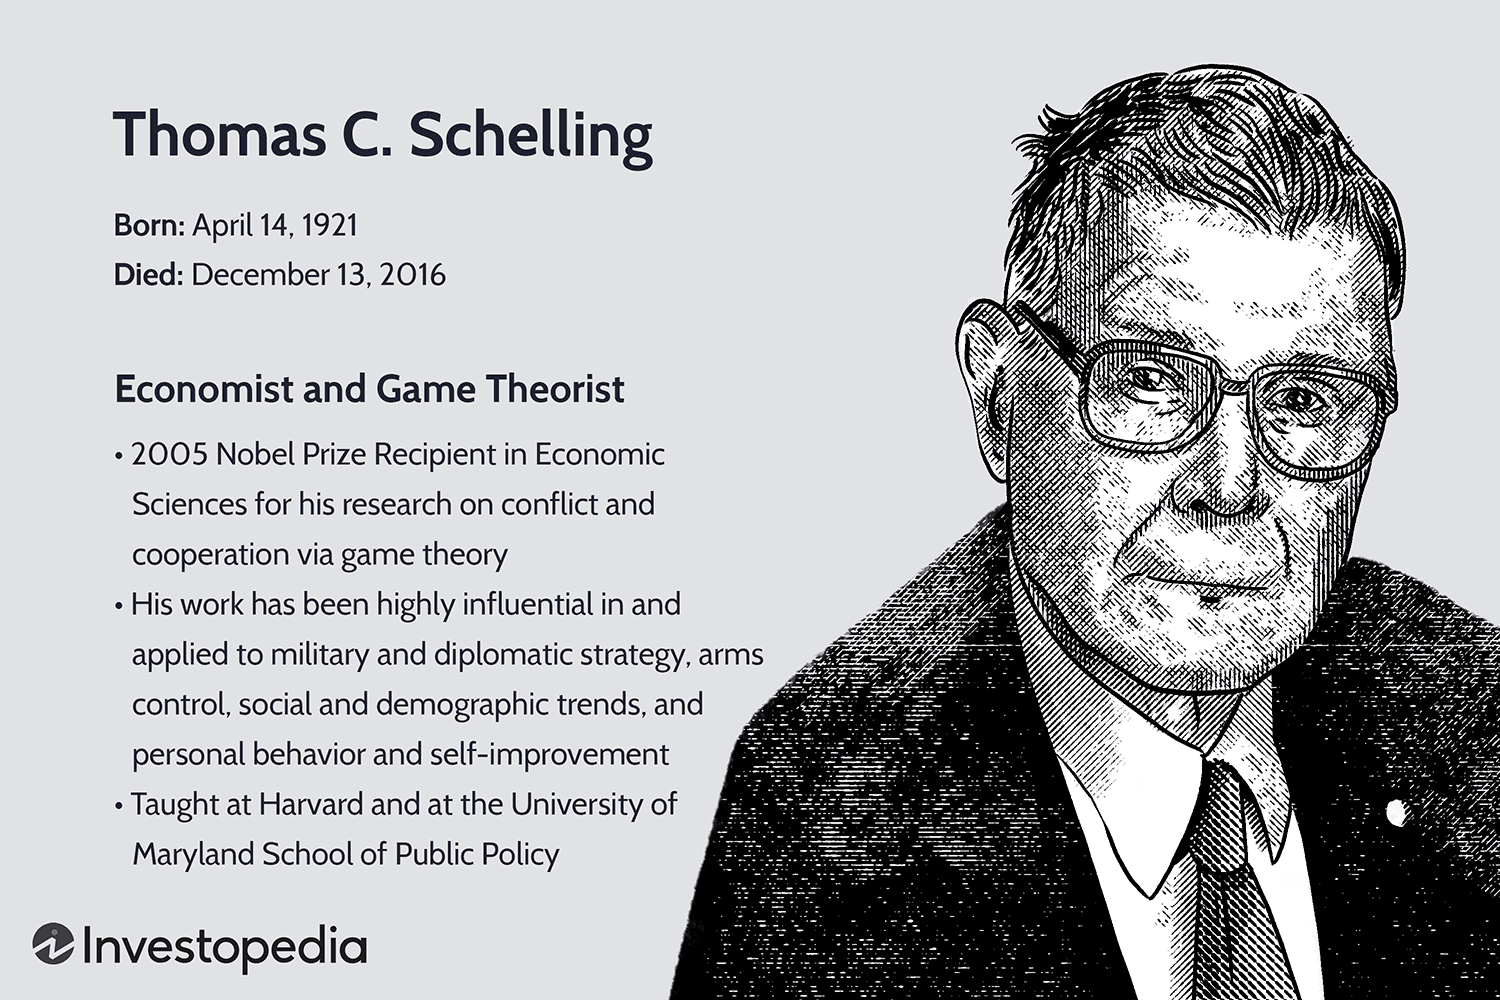 Thomas C. Schelling
Born: April 14, 1921
Died: December 13, 2016
Economist and Game Theorist
• 2005 Nobel Prize Recipient in Economic
Sciences for his research on conflict and
cooperation via game theory
• His work has been highly influential in and
applied to military and diplomatic strategy, arms
control, social and demographic trends, and
personal behavior and self-improvement
• Taught at Harvard and at the University of
Maryland School of Public Policy
Investopedia